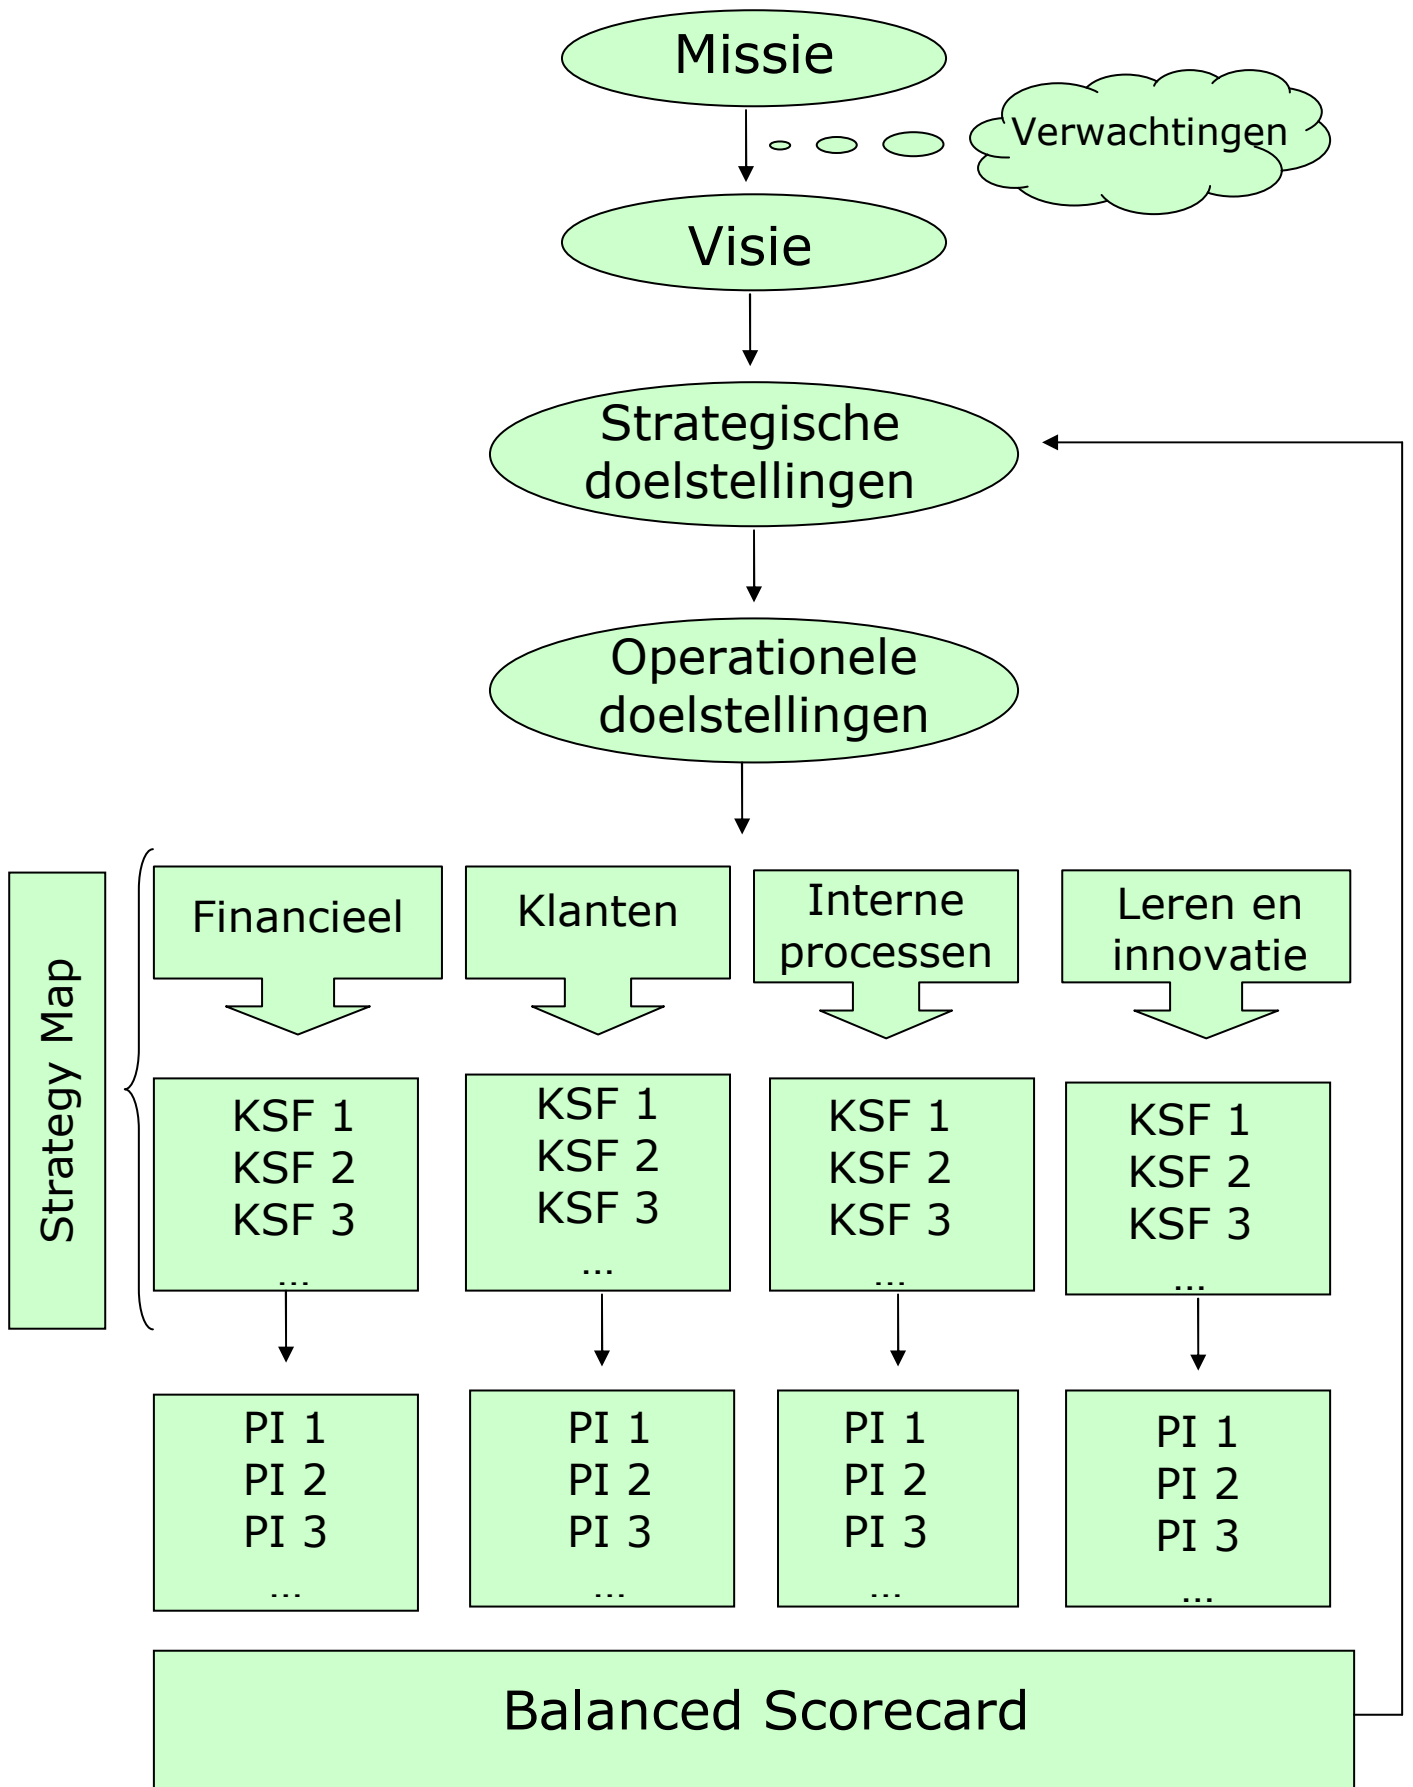 Missie
Verwachtingen
Visie
Strategische
doelstellingen
Operationele
doelstellingen
Strategy Map
Financieel
Klanten
Interne
processen
Leren en
innovatie
KSF 1
KSF 2
KSF 3
...
KSF 1
KSF 2
KSF 3
...
KSF 1
KSF 2
KSF 3
...
KSF 1
KSF 2
KSF 3
...
PI 1
PI 2
PI 3
...
PI 1
PI 2
PI 3
...
PI 1
PI 2
PI 3
...
PI 1
PI 2
PI 3
...
Balanced Scorecard